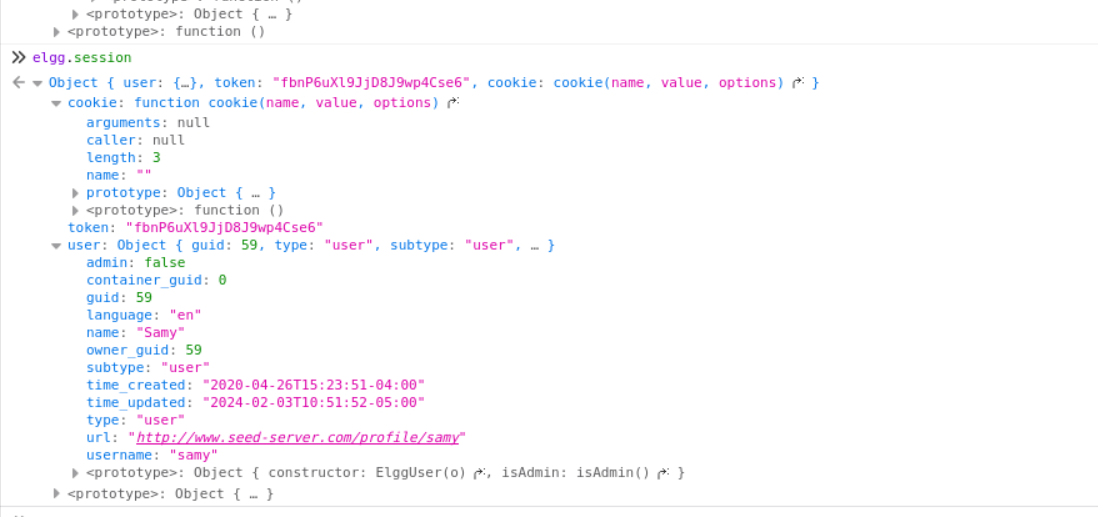 <prototype>: Object { … }
<prototype>: function ()
elgg.session
Object { user: {…}, token: "fbnP6uXl9JjD8J9wp4Cse6", cookie: cookie(name, value, options) }
cookie: function cookie(name, value, options)
arguments: null
caller: null
length: 3
name: ""
prototype: Object { … }
<prototype>: function ()
token: "fbnP6uXl9JjD8J9wp4Cse6"
user: Object { guid: 59, type: "user", subtype: "user", … }
admin: false
container_guid: 0
guid: 59
language: "en"
name: "Samy"
owner_guid: 59
subtype: "user"
time_created: "2020-04-26T15:23:51-04:00"
time_updated: "2024-02-03T10:51:52-05:00"
type: "user"
url: "http://www.seed-server.com/profile/samy"
username: "samy"
<prototype>: Object { constructor: ElggUser(o) , isAdmin: isAdmin() }
<prototype>: Object { … }